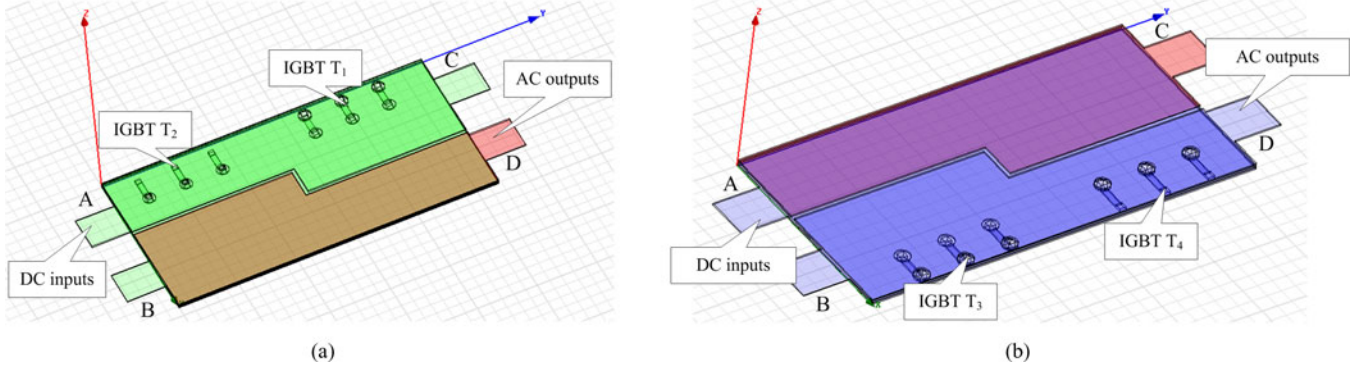 Z
Y
C
IGBT T1
AC outputs
IGBT T2
D
A
DC inputs
B
(a)
Z
Y
C
AC outputs
D
A
IGBT T4
DC inputs
B
IGBT T3
(b)